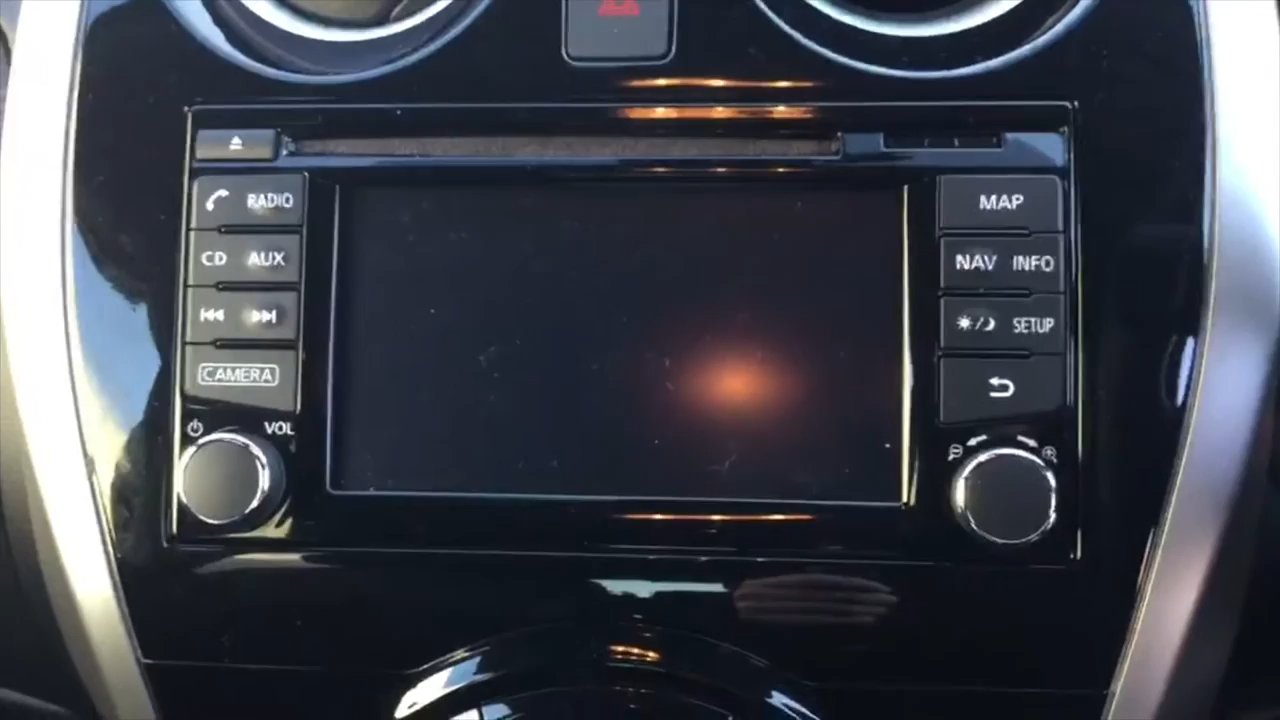 RADIO
MAP
CD AUX
NAV INFO
SETUP
CAMERA
VOL